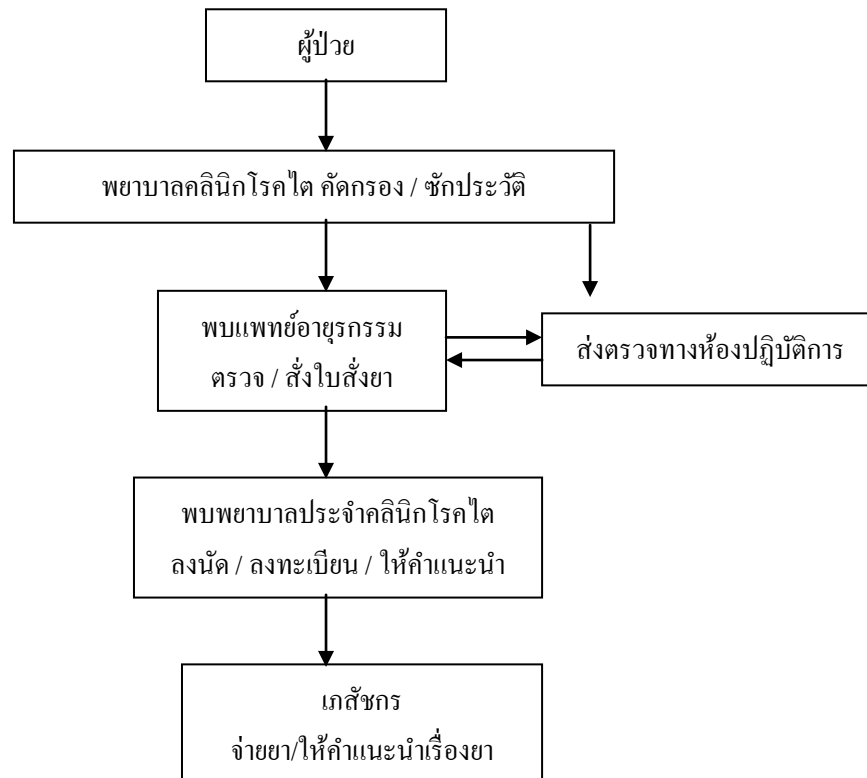 ผู้ป่วย
พยาบาลคลินิกโรคไต คัดกรอง / ซักประวัติ
พบแพทย์อายุรกรรม
ตรวจ / สั่งใบสั่งยา
ส่งตรวจทางห้องปฏิบัติการ
พบพยาบาลประจำคลินิกโรคไต
ลงนัด / ลงทะเบียน / ให้คำแนะนำ
เภสัชกร
จ่ายยา/ให้คำแนะนำเรื่องยา